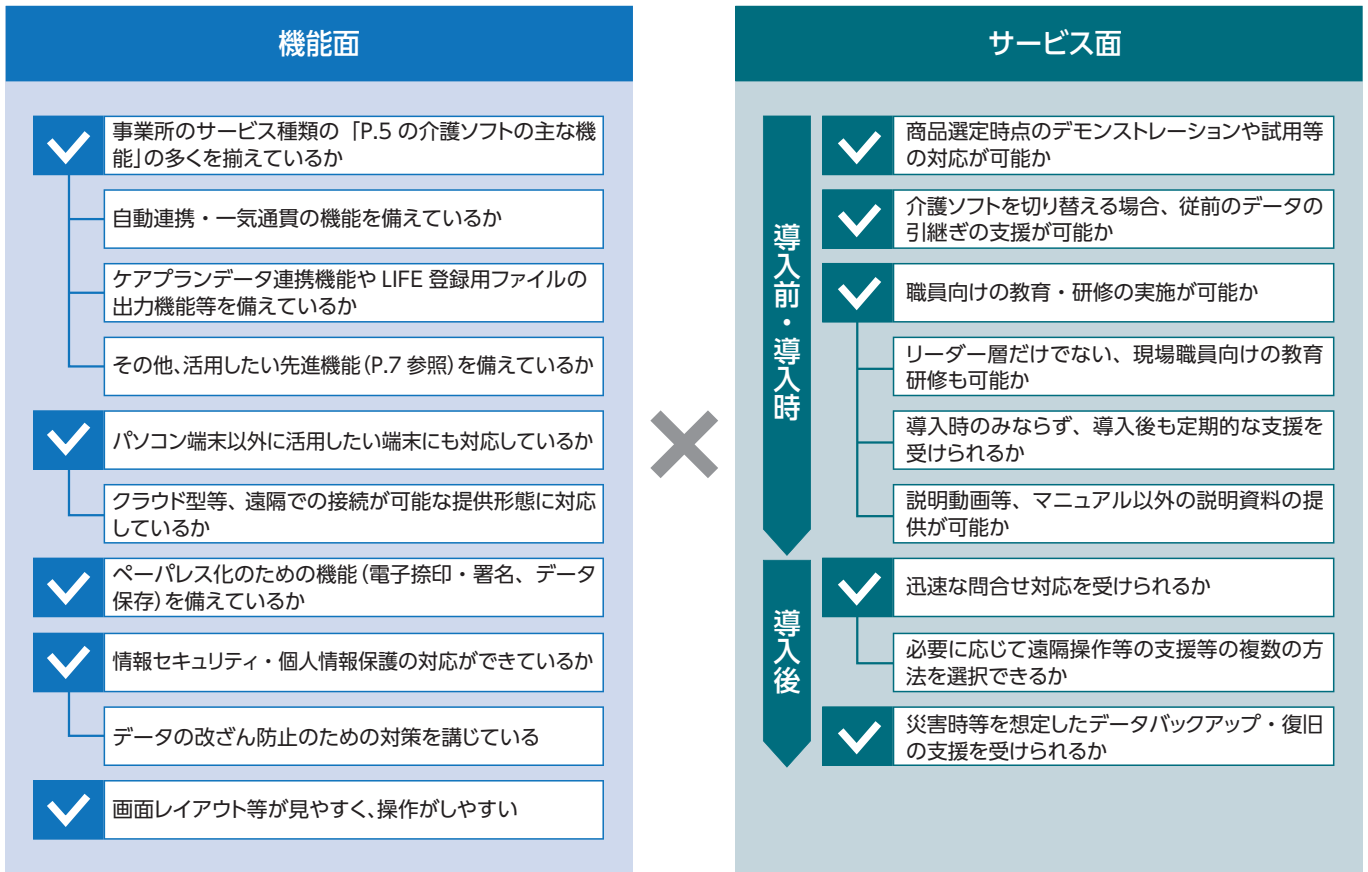 機能面
事業所のサービス種類の「P.5 の介護ソフトの主な機
能」の多くを揃えているか
自動連携・一気通貫の機能を備えているか
ケアプランデータ連携機能や LIFE 登録用ファイルの
出力機能等を備えているか
その他、活用したい先進機能(P.7 参照)を備えているか
パソコン端末以外に活用したい端末にも対応しているか
クラウド型等、遠隔での接続が可能な提供形態に対応
しているか
ペーパレス化のための機能(電子捺印・署名、データ
保存)を備えているか
情報セキュリティ・個人情報保護の対応ができているか
データの改ざん防止のための対策を講じている
画面レイアウト等が見やすく、操作がしやすい
サービス面
導入前・導入時
商品選定時点のデモンストレーションや試用等
の対応が可能か
介護ソフトを切り替える場合、従前のデータの
引継ぎの支援が可能か
職員向けの教育・研修の実施が可能か
リーダー層だけでない、現場職員向けの教育
研修も可能か
導入時のみならず、導入後も定期的な支援を
受けられるか
説明動画等、マニュアル以外の説明資料の提
供が可能か
導入後
迅速な問合せ対応を受けられるか
必要に応じて遠隔操作等の支援等の複数の方
法を選択できるか
災害時等を想定したデータバックアップ・復旧
の支援を受けられるか